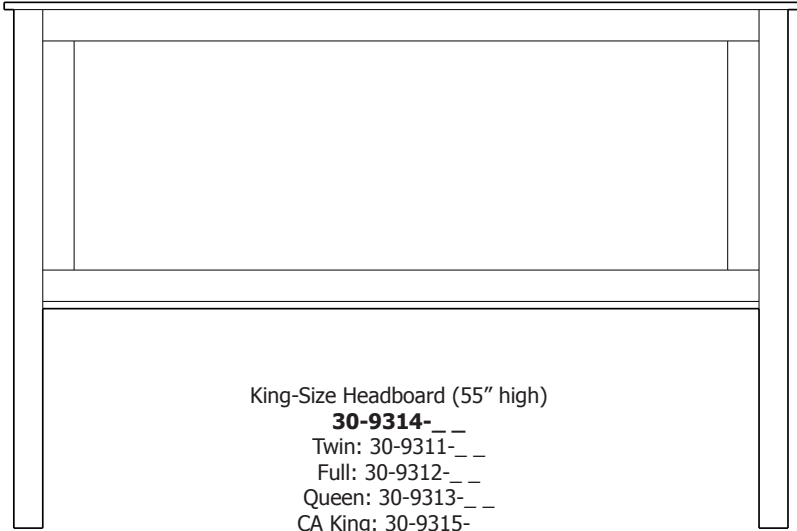 King-Size Headboard (55” high)
30-9314-_ _
Twin: 30-9311-_ _
Full: 30-9312-_ _
Queen: 30-9313-_ _
CA King: 30-9315-